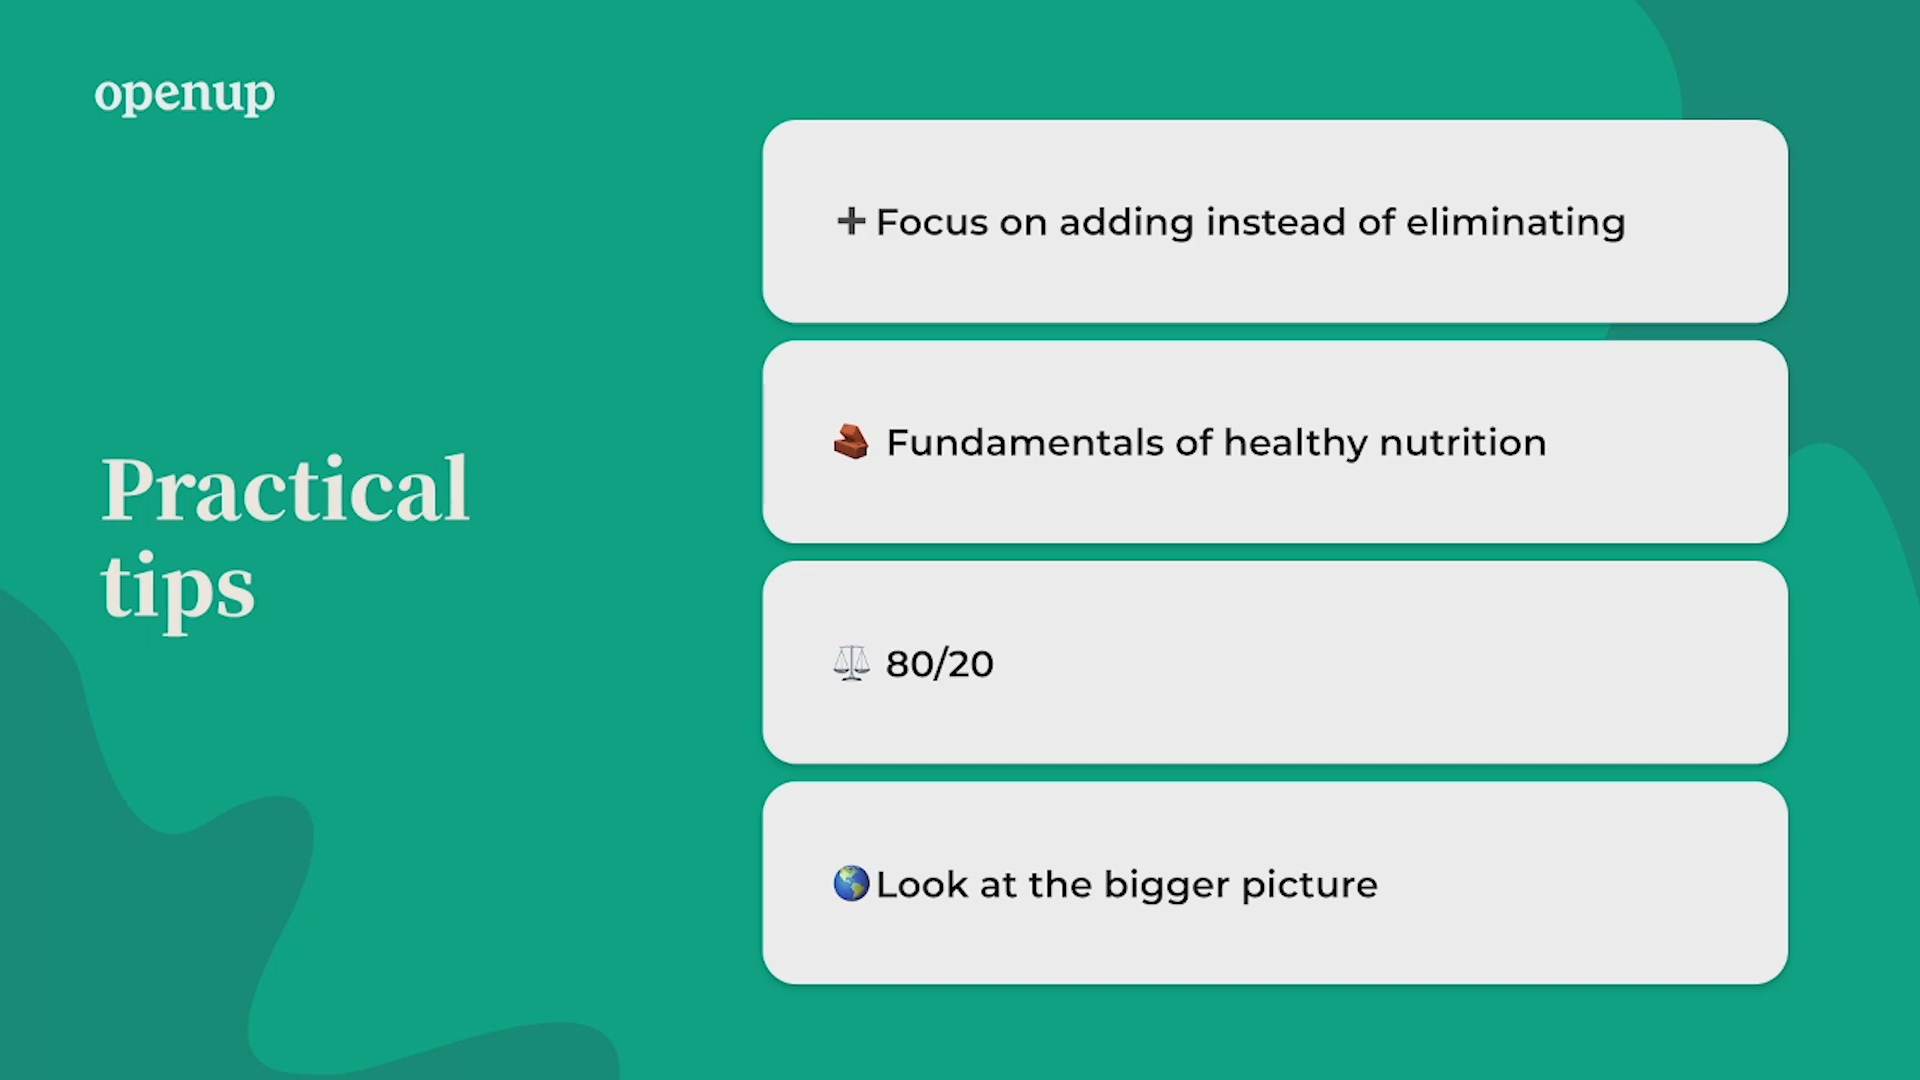 openup
Practical
tips
➕ Focus on adding instead of eliminating
🧱 Fundamentals of healthy nutrition
⚖️ 80/20
🌎 Look at the bigger picture